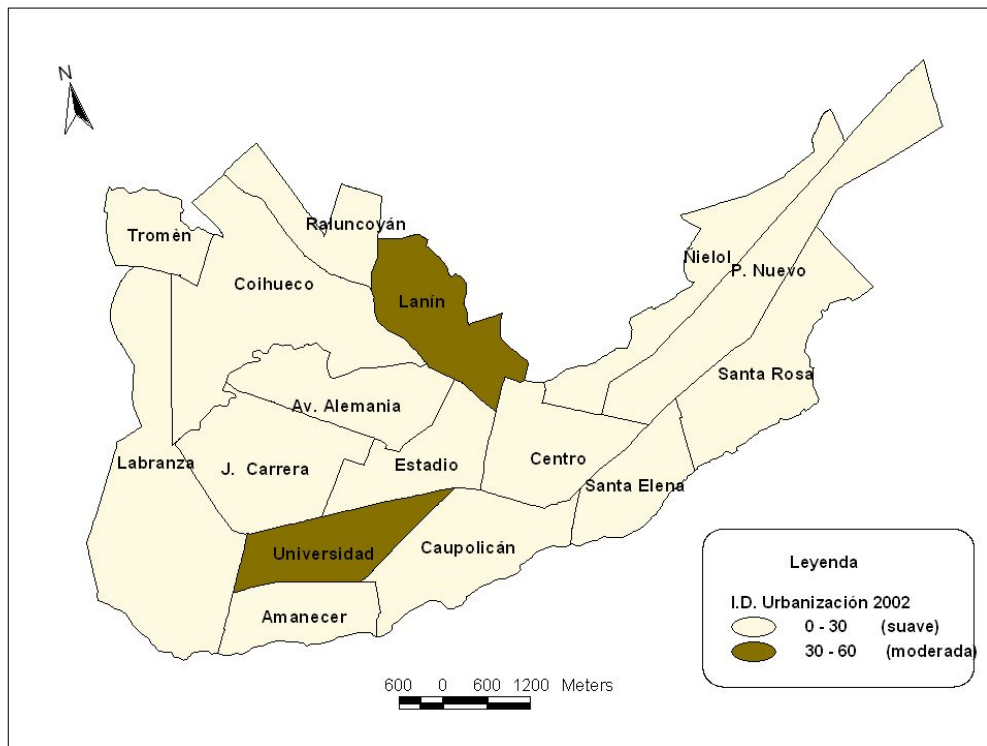 N
Raluncoyán
Tromèn
Ñielol
P. Nuevo
Coihueco
Lanín
Santa Rosa
Av. Alemania
Labranza
J. Carrera
Estadio
Centro
Santa Elena
Universidad
Caupolicán
Amanecer
Leyenda
I.D. Urbanización 2002
0 - 30 (suave)
30 - 60 (moderada)
600 0 600 1200 Meters